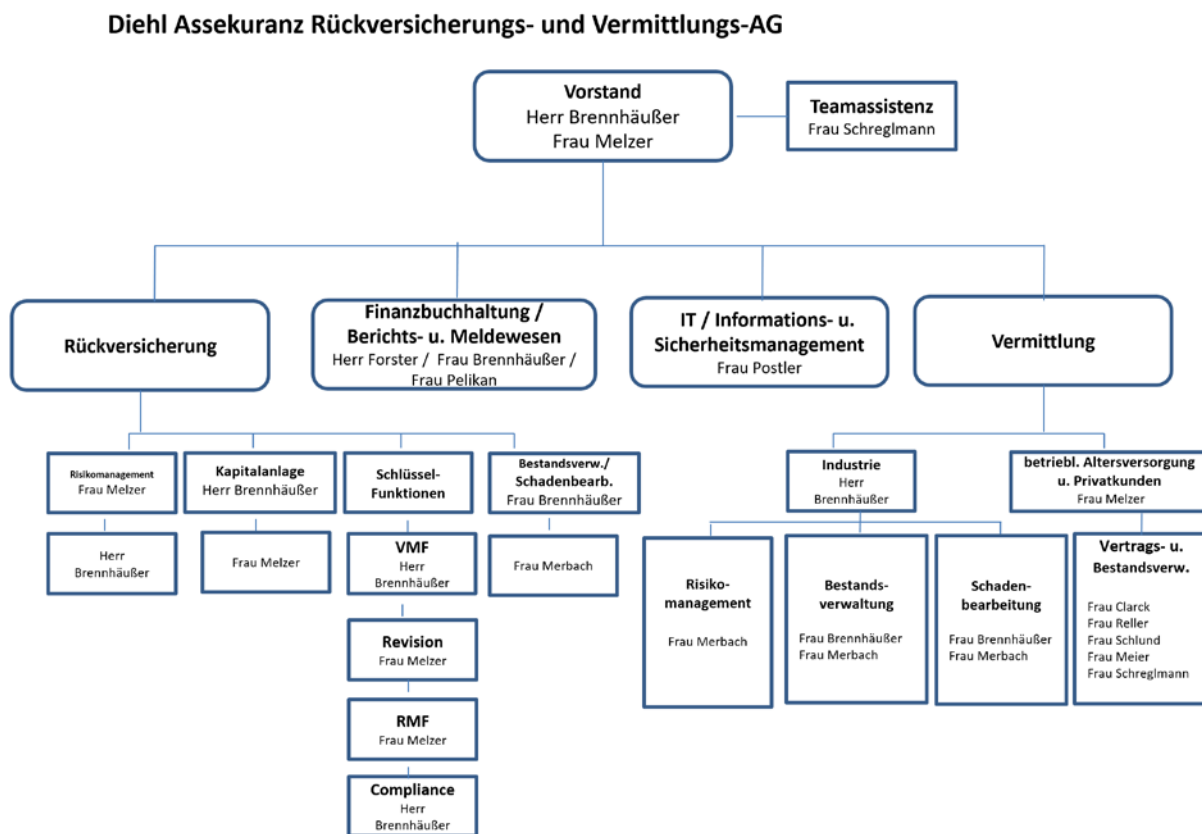 Diehl Assekuranz Rückversicherungs- und Vermittlungs-AG
Vorstand
Herr Brennhäußer
Frau Melzer
Teamassistenz
Frau Schreglmann
Rückversicherung
Finanzbuchhaltung /
Berichts- u. Meldewesen
Herr Forster / Frau Brennhäußer /
Frau Pelikan
IT / Informations- u.
Sicherheitsmanagement
Frau Postler
Vermittlung
Risikomanagement
Frau Melzer
Kapitalanlage
Herr Brennhäußer
Schlüssel-
Funktionen
Bestandsverw./
Schadenbearb.
Frau Brennhäußer
Industrie
Herr
Brennhäußer
betriebl. Altersversorgung
u. Privatkunden
Frau Melzer
Herr
Brennhäußer
Frau Melzer
VMF
Herr
Brennhäußer
Frau Merbach
Revision
Frau Melzer
RMF
Frau Melzer
Compliance
Herr
Brennhäußer
Risiko-
management
Frau Merbach
Bestands-
verwaltung
Frau Brennhäußer
Frau Merbach
Schaden-
bearbeitung
Frau Brennhäußer
Frau Merbach
Vertrags- u.
Bestandsverw.
Frau Clarck
Frau Reller
Frau Schlund
Frau Meier
Frau Schreglmann